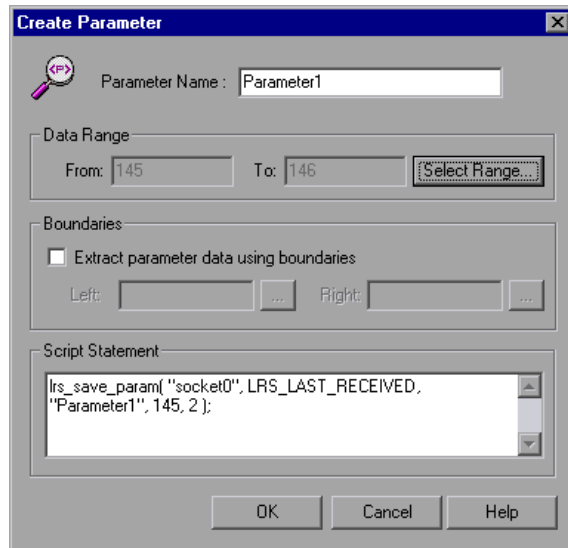 Create Parameter
<P>
Parameter Name : Parameter1
Data Range
From: 145 To: 146 Select Range...
Boundaries
Extract parameter data using boundaries
Left: ... Right: ...
Script Statement
lrs_save_param( "socket0", LRS_LAST_RECEIVED,
"Parameter1", 145, 2 );
OK Cancel Help